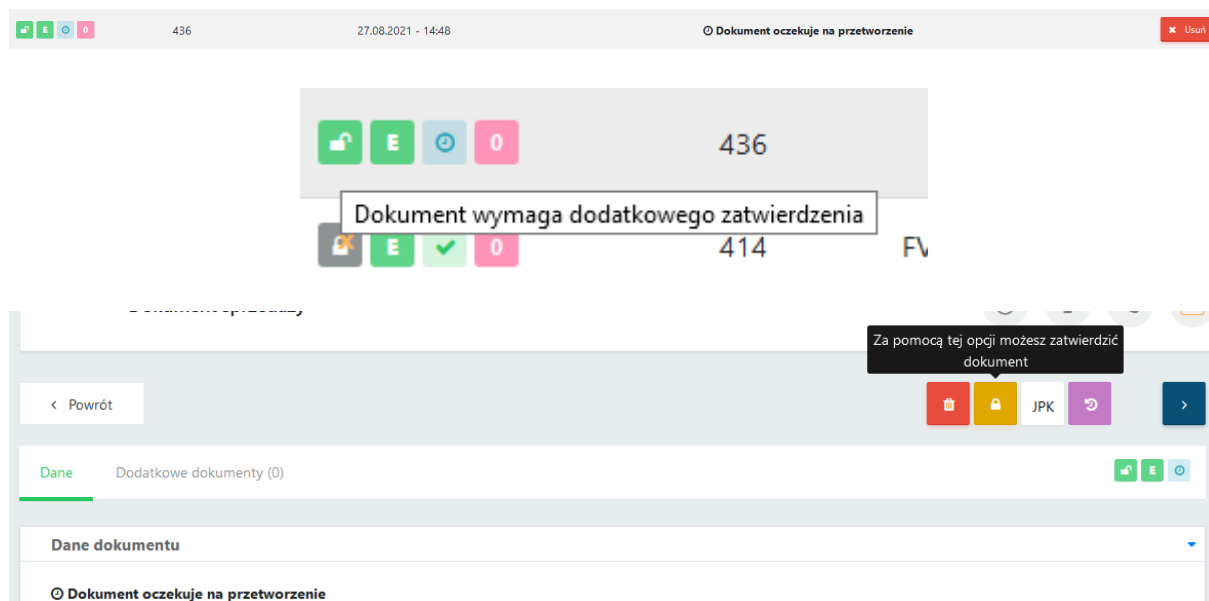 E 0 436 27.08.2021 - 14:48 Dokument oczekuje na przetworzenie Usuń
E 0 436
Dokument wymaga dodatkowego zatwierdzenia
E 0 414 FV
Za pomocą tej opcji możesz zatwierdzić
dokument
Powrót JPK
Dane Dodatkowe dokumenty (0) E
Dane dokumentu
Dokument oczekuje na przetworzenie